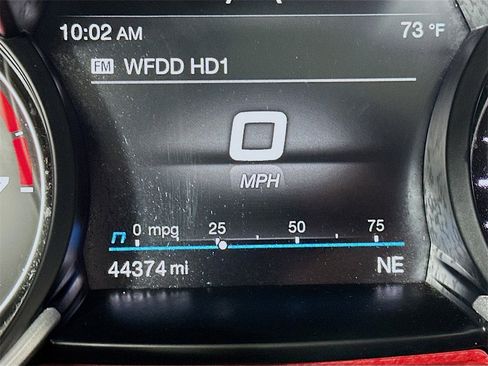 10:02 AM 73 °F
FM WFDD HD1
0
MPH
n 0 mpg 25 50 75
44374 mi NE